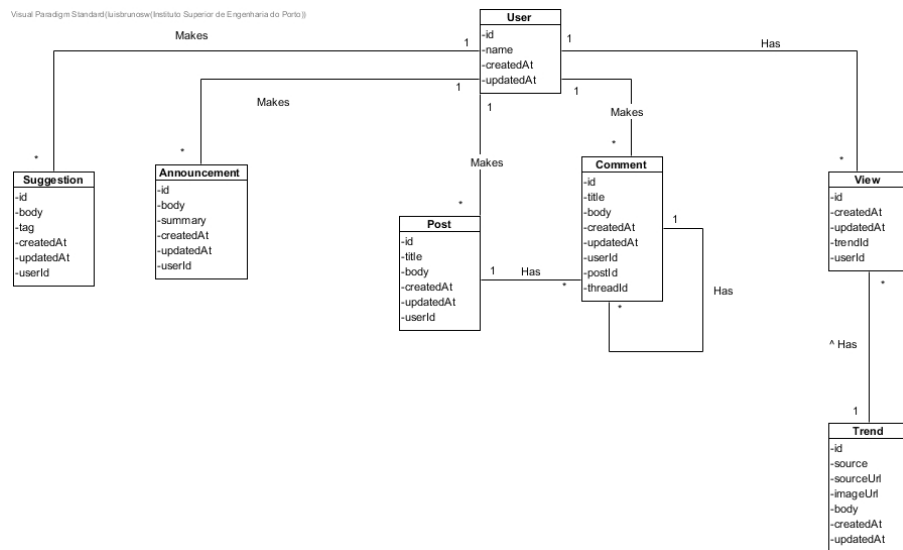 Visual Paradigm Standard(luisbrunosw(Instituto Superior de Engenharia do Porto))
User
-id
-name
-createdAt
-updatedAt
Makes
1
1
Has
1
Makes
1
1
Makes
Makes
*
*
*
*
*
Suggestion
-id
-body
-tag
-createdAt
-updatedAt
-userId
Announcement
-id
-body
-summary
-createdAt
-updatedAt
-userId
Post
-id
-title
-body
-createdAt
-updatedAt
-userId
1
Has
*
Comment
-id
-title
-body
-createdAt
-updatedAt
-userId
-postId
-threadId
1
Has
*
View
-id
-createdAt
-updatedAt
-trendId
-userId
*
^ Has
1
Trend
-id
-source
-sourceUrl
-imageUrl
-body
-createdAt
-updatedAt